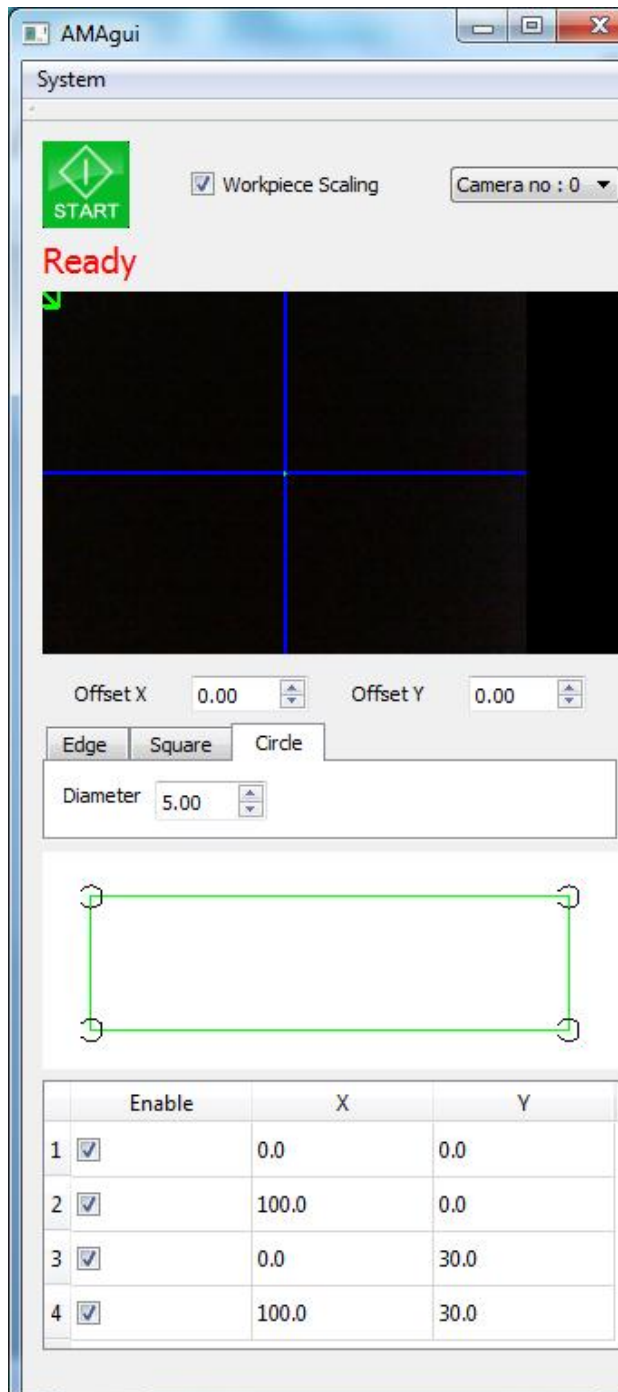 AMAgui
System
START
Workpiece Scaling
Camera no : 0
Ready
Offset X 0.00 Offset Y 0.00
Edge Square Circle
Diameter 5.00
Enable X Y
1 0.0 0.0
2 100.0 0.0
3 0.0 30.0
4 100.0 30.0